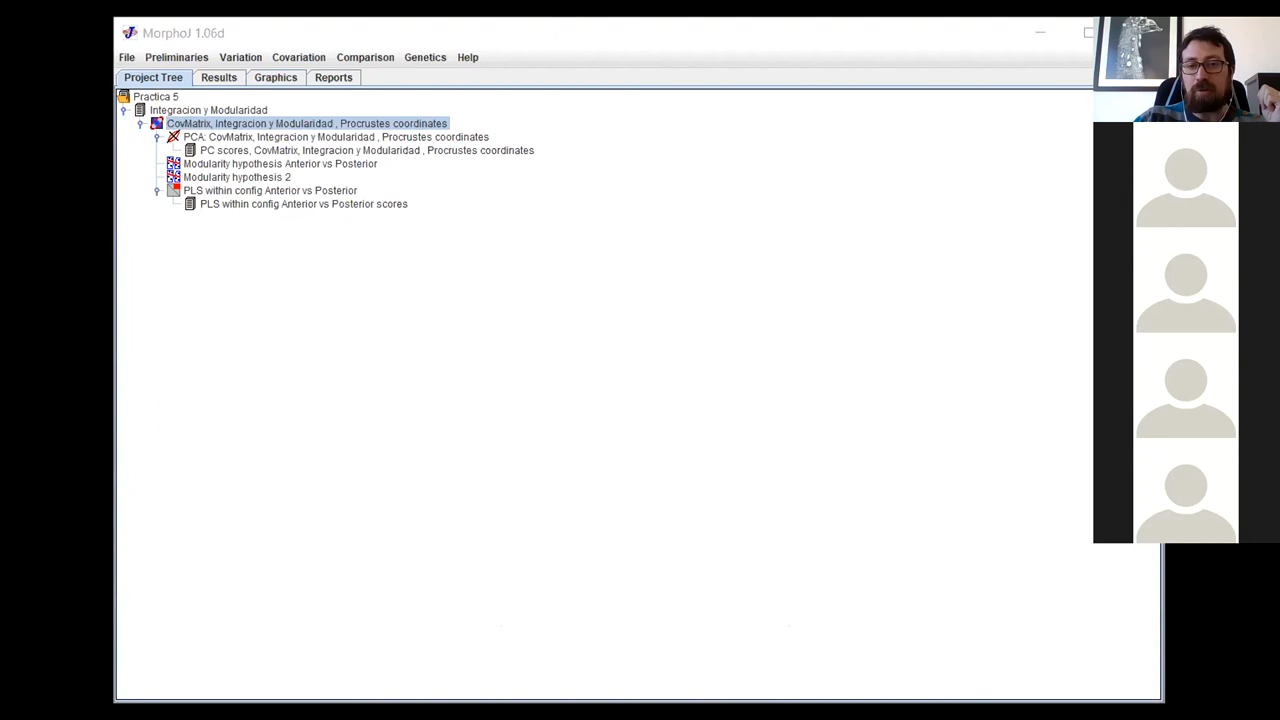 MorphoJ 1.06d
File Preliminaries Variation Covariation Comparison Genetics Help
Project Tree Results Graphics Reports
Practica 5
Integracion y Modularidad
CovMatrix, Integracion y Modularidad , Procrustes coordinates
PCA: CovMatrix, Integracion y Modularidad , Procrustes coordinates
PC scores, CovMatrix, Integracion y Modularidad , Procrustes coordinates
Modularity hypothesis Anterior vs Posterior
Modularity hypothesis 2
PLS within config Anterior vs Posterior
PLS within config Anterior vs Posterior scores